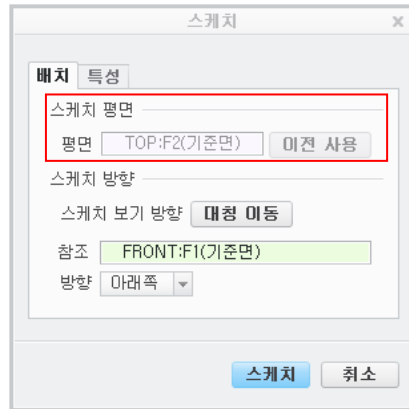 스케치
배치 특성
스케치 평면
평면 TOP:F2(기준면) 이전 사용
스케치 방향
스케치 보기 방향 대칭 이동
참조 FRONT:F1(기준면)
방향 아래쪽
스케치 취소